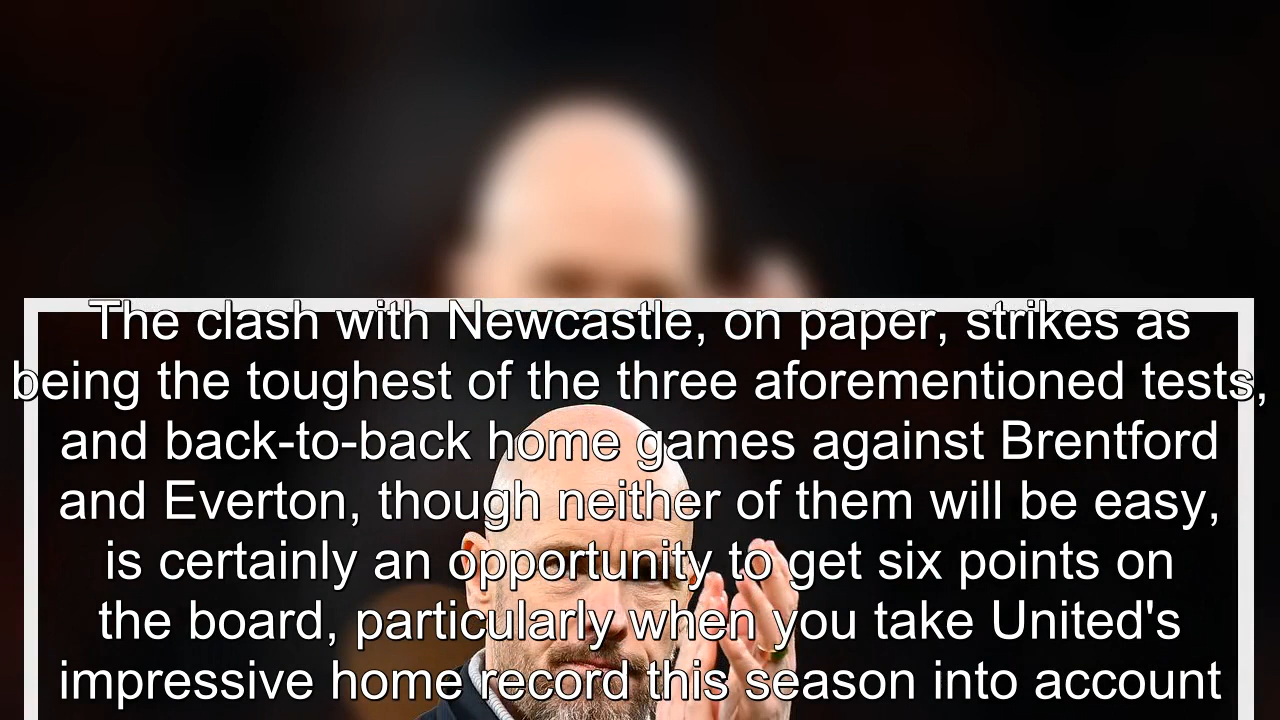 The clash with Newcastle, on paper, strikes as
being the toughest of the three aforementioned tests,
and back-to-back home games against Brentford
and Everton, though neither of them will be easy,
is certainly an opportunity to get six points on
the board, particularly when you take United's
impressive home record this season into account